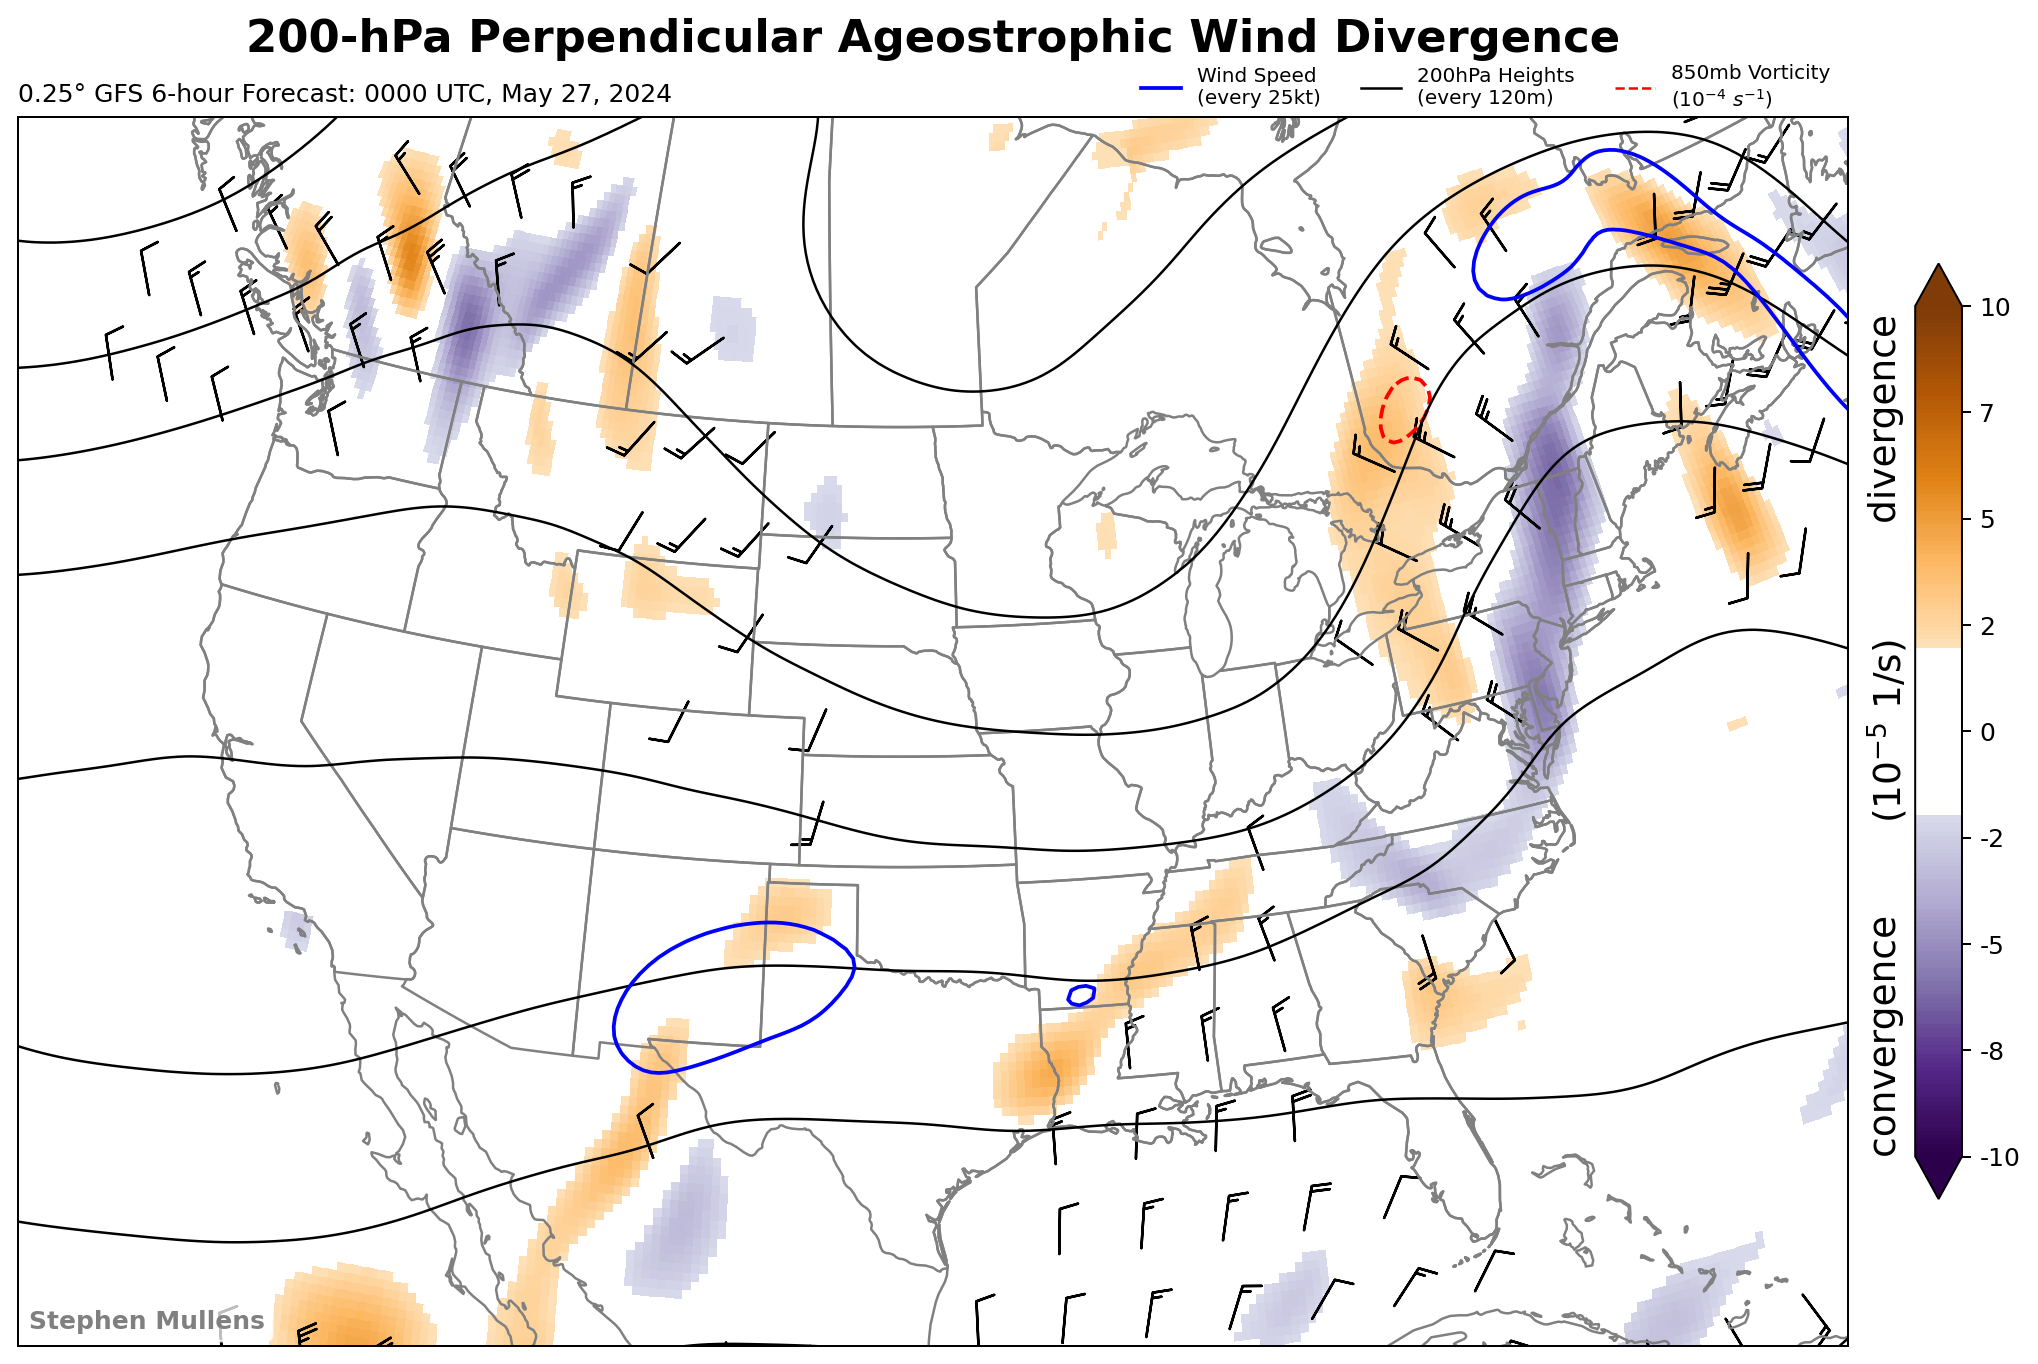 200-hPa Perpendicular Ageostrophic Wind Divergence
0.25° GFS 6-hour Forecast: 0000 UTC, May 27, 2024
Wind Speed
(every 25kt)
200hPa Heights
(every 120m)
850mb Vorticity
(10⁻⁴ s⁻¹)
10
7
5
2
0
-2
-5
-8
-10
convergence (10⁻⁵ 1/s) divergence
Stephen Mullens